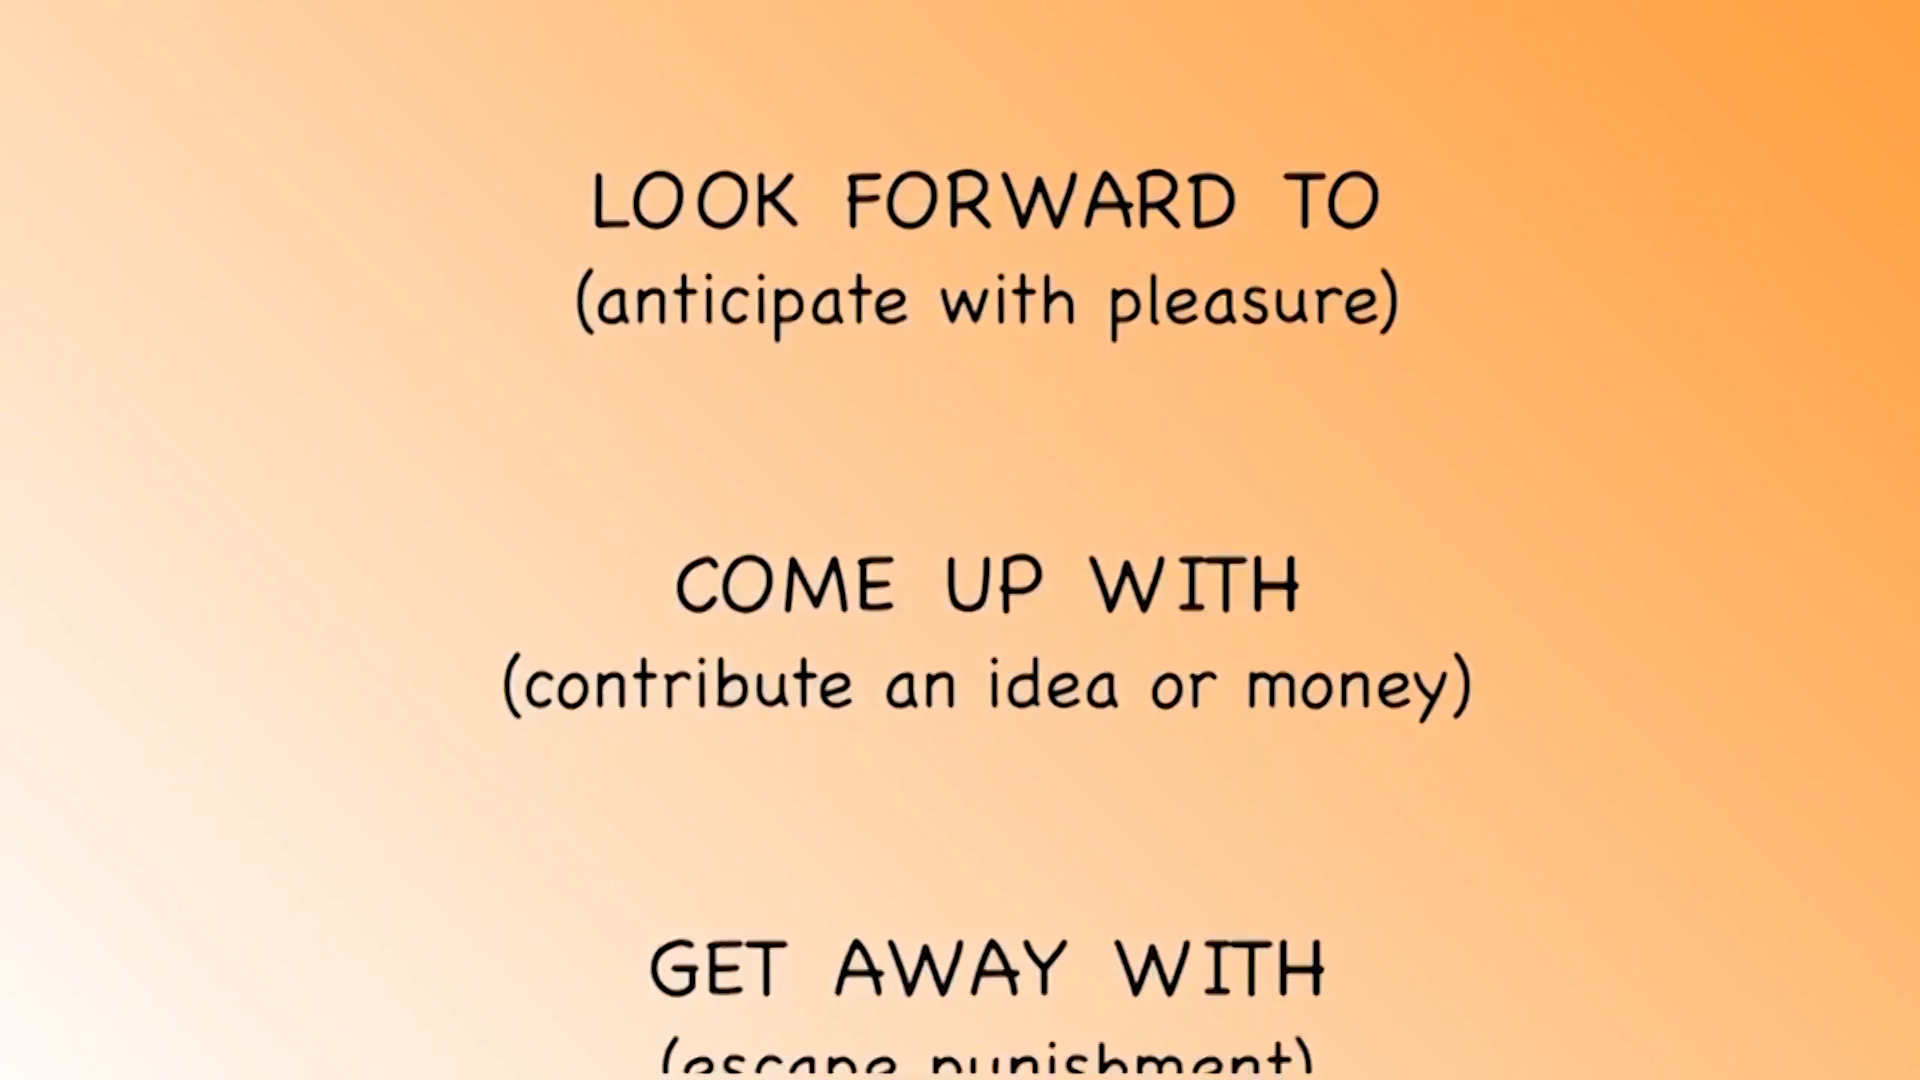 LOOK FORWARD TO
(anticipate with pleasure)
COME UP WITH
(contribute an idea or money)
GET AWAY WITH
(escape punishment)